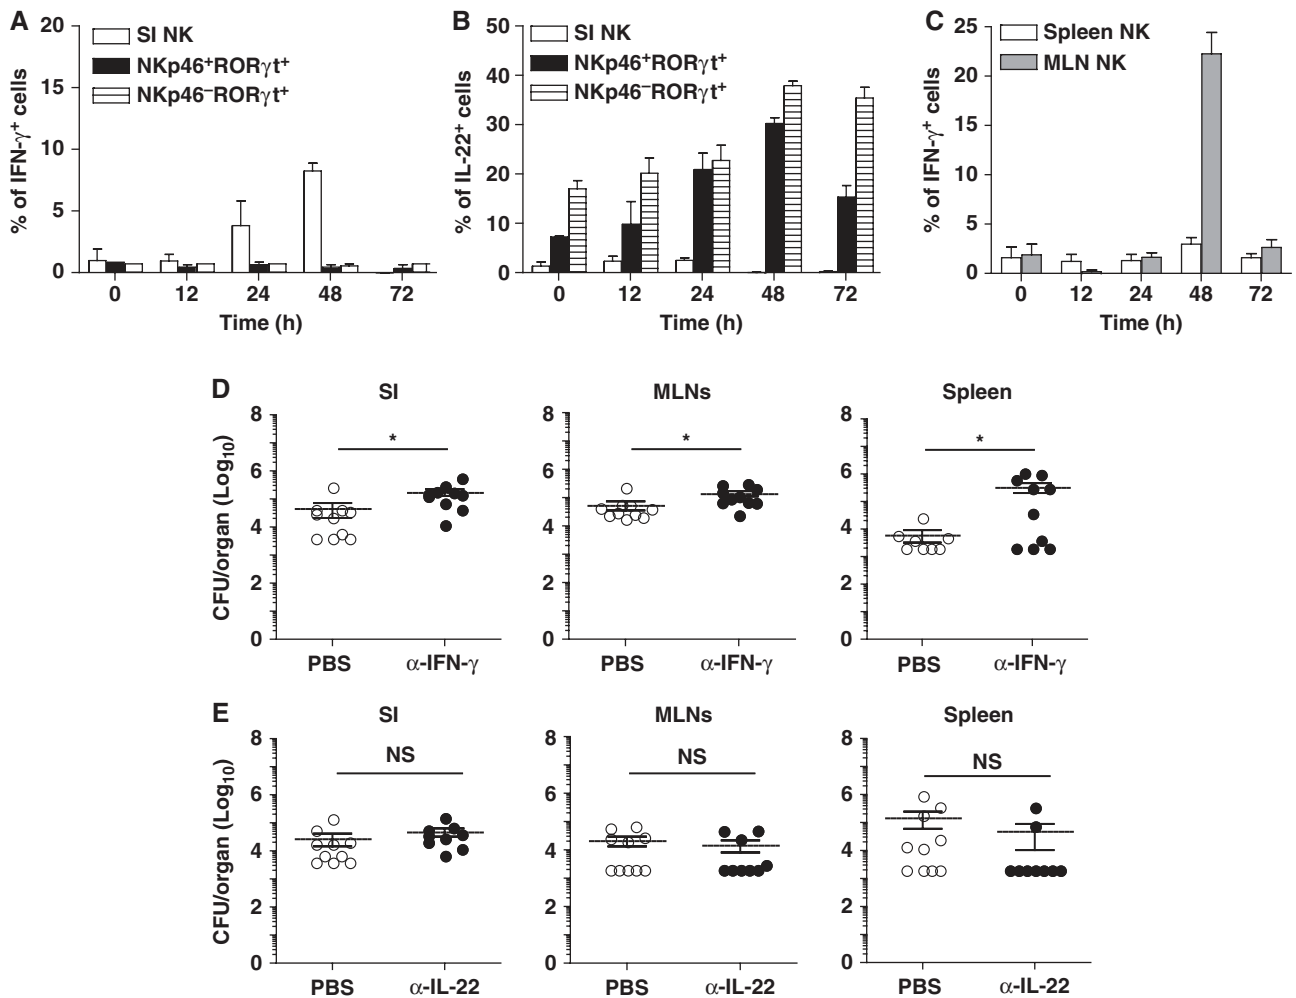 A
% of IFN-γ+ cells
20
15
10
5
0
SI NK
NKp46+RORγt+
NKp46−RORγt+
0 12 24 48 72
Time (h)
B
% of IL-22+ cells
50
40
30
20
10
0
SI NK
NKp46+RORγt+
NKp46−RORγt+
0 12 24 48 72
Time (h)
C
% of IFN-γ+ cells
25
20
15
10
5
0
Spleen NK
MLN NK
0 12 24 48 72
Time (h)
D
CFU/organ (Log10)
SI
8
6
4
2
0
*
PBS α-IFN-γ
MLNs
8
6
4
2
0
*
PBS α-IFN-γ
Spleen
8
6
4
2
0
*
PBS α-IFN-γ
E
CFU/organ (Log10)
SI
8
6
4
2
0
NS
PBS α-IL-22
MLNs
8
6
4
2
0
NS
PBS α-IL-22
Spleen
8
6
4
2
0
NS
PBS α-IL-22